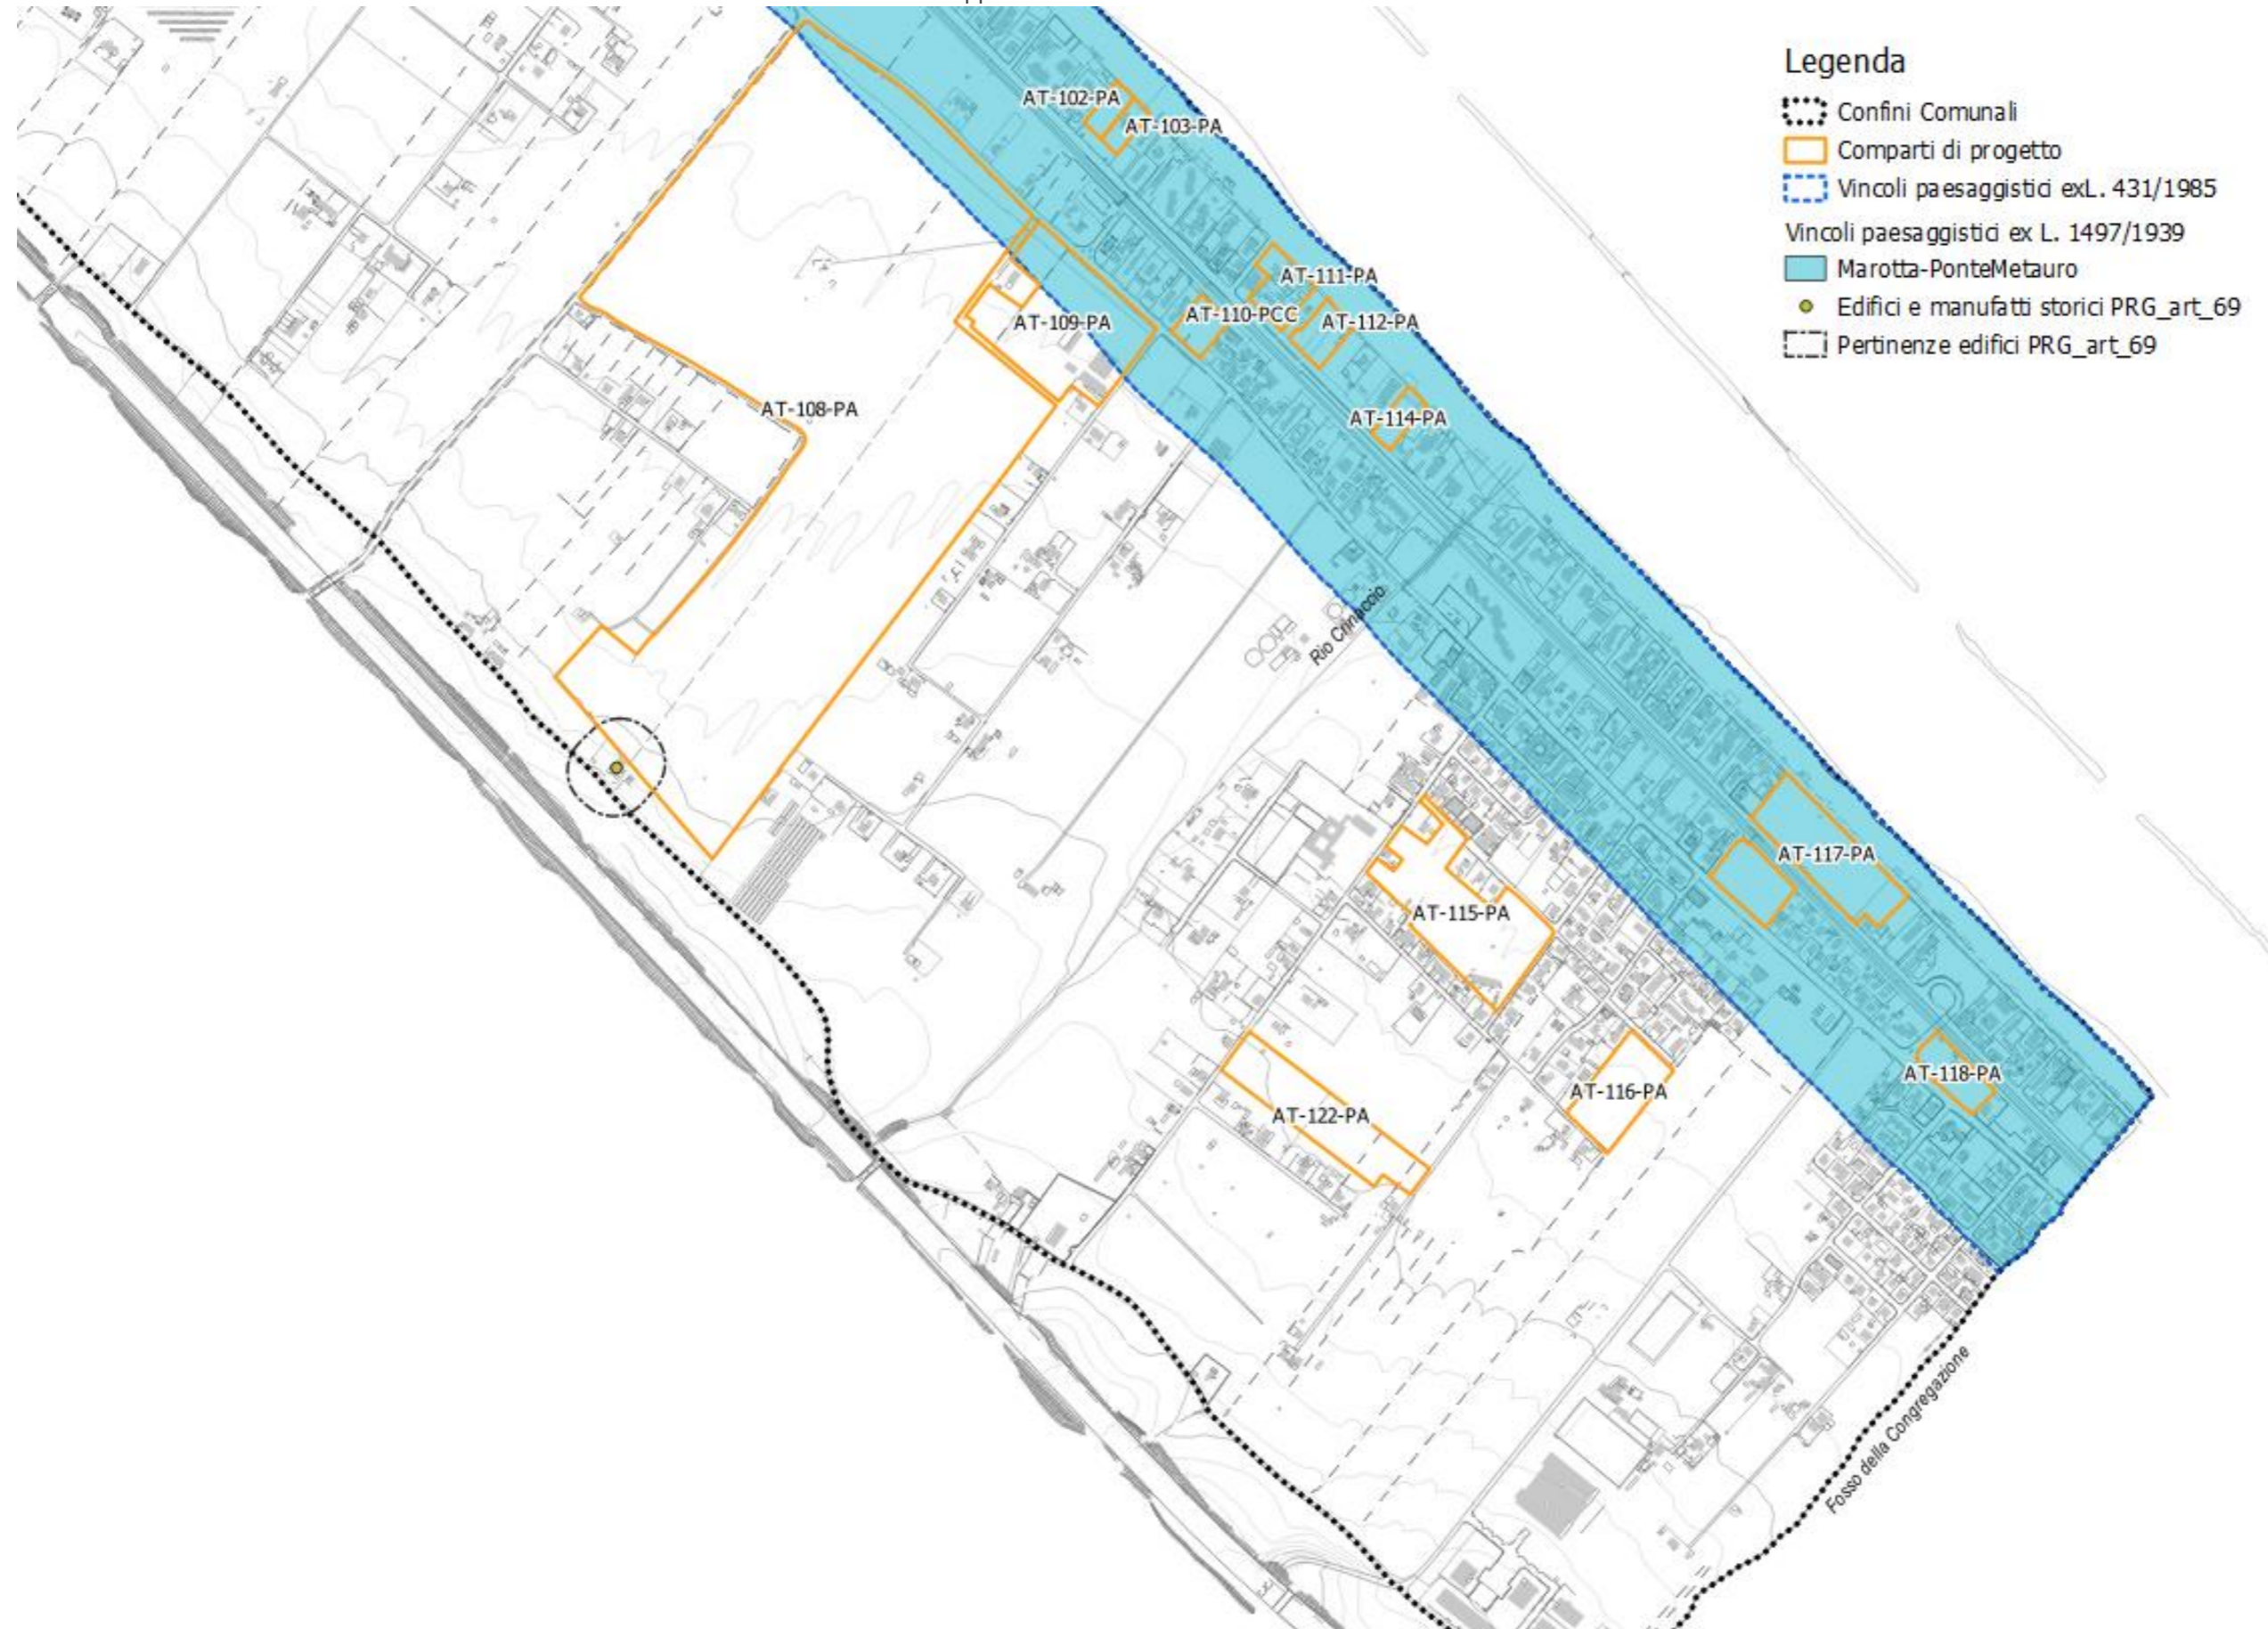 Legenda
Confini Comunali
Comparti di progetto
Vincoli paesaggistici exL. 431/1985
Vincoli paesaggistici ex L. 1497/1939
Marotta-PonteMetauro
Edifici e manufatti storici PRG_art_69
Pertinenze edifici PRG_art_69
AT-102-PA
AT-103-PA
AT-111-PA
AT-110-PCC
AT-112-PA
AT-109-PA
AT-108-PA
AT-114-PA
Rio Crinaccio
AT-117-PA
AT-115-PA
AT-118-PA
AT-116-PA
AT-122-PA
Fosso della Congregazione